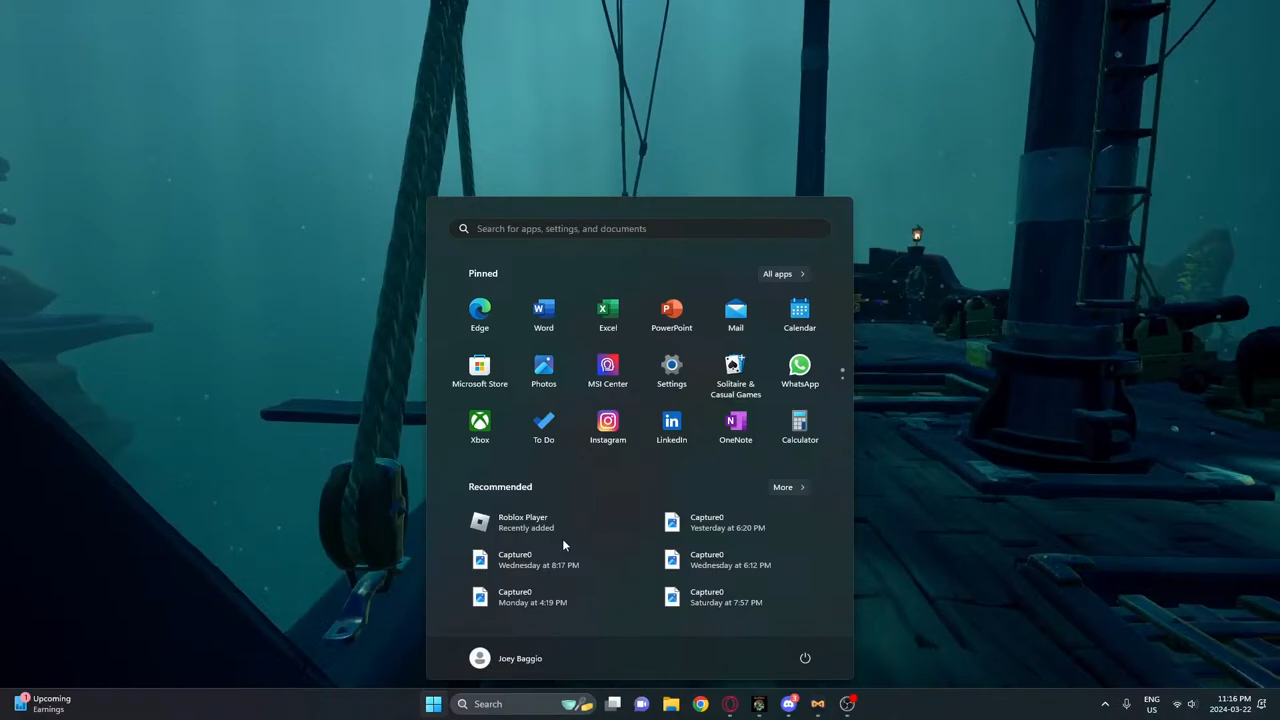 Search for apps, settings, and documents
Pinned
All apps
Edge
Word
Excel
PowerPoint
Mail
Calendar
Microsoft Store
Photos
MSI Center
Settings
Solitaire &
Casual Games
WhatsApp
Xbox
To Do
Instagram
LinkedIn
OneNote
Calculator
Recommended
More
Roblox Player
Recently added
Capture0
Yesterday at 6:20 PM
Capture0
Wednesday at 8:17 PM
Capture0
Wednesday at 6:12 PM
Capture0
Monday at 4:19 PM
Capture0
Saturday at 7:57 PM
Joey Baggio
1
Upcoming
Earnings
Search
3
ENG
US
11:16 PM
2024-03-22